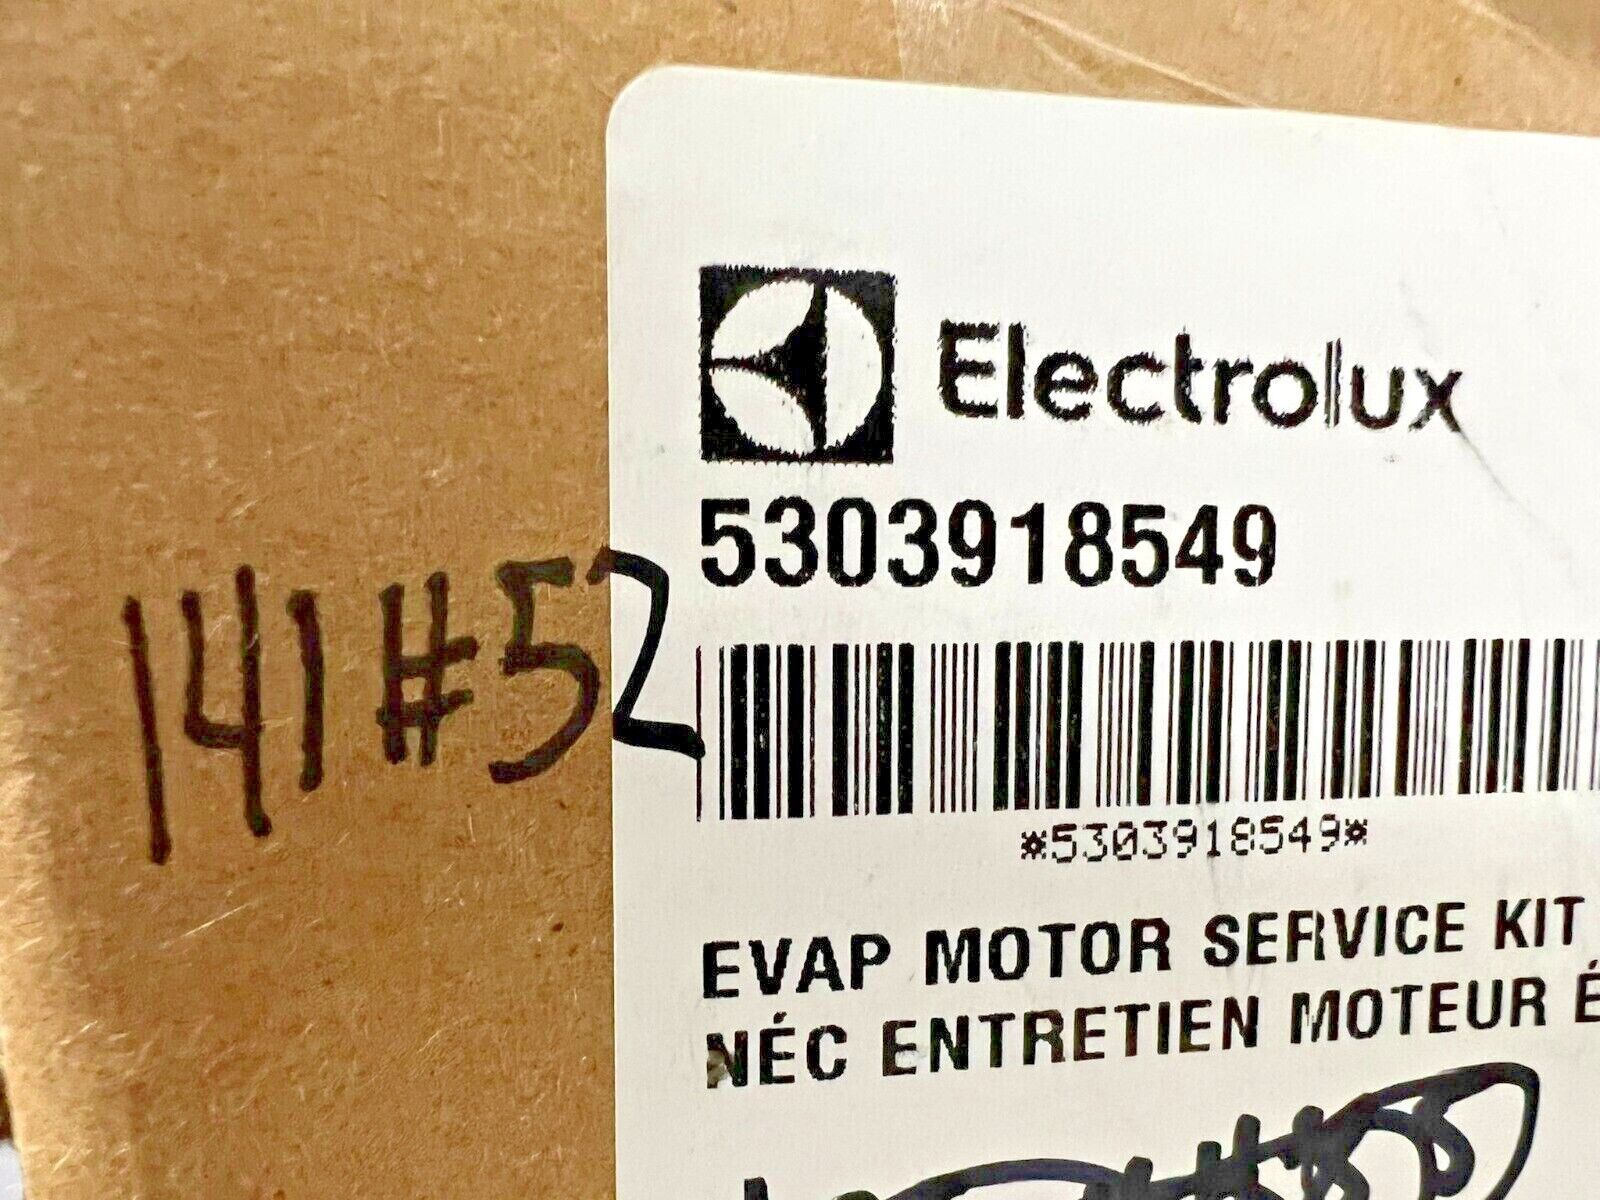 Electrolux
5303918549
141 #52
*5303918549*
EVAP MOTOR SERVICE KIT
NÉC ENTRETIEN MOTEUR É